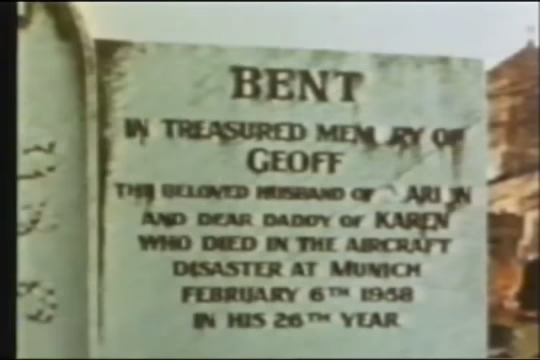 BENT
IN TREASURED MEMORY OF
GEOFF
THE BELOVED HUSBAND OF
AND DEAR DADDY OF KAREN
WHO DIED IN THE AIRCRAFT
DISASTER AT MUNICH
FEBRUARY 6TH 1958
IN HIS 26TH YEAR